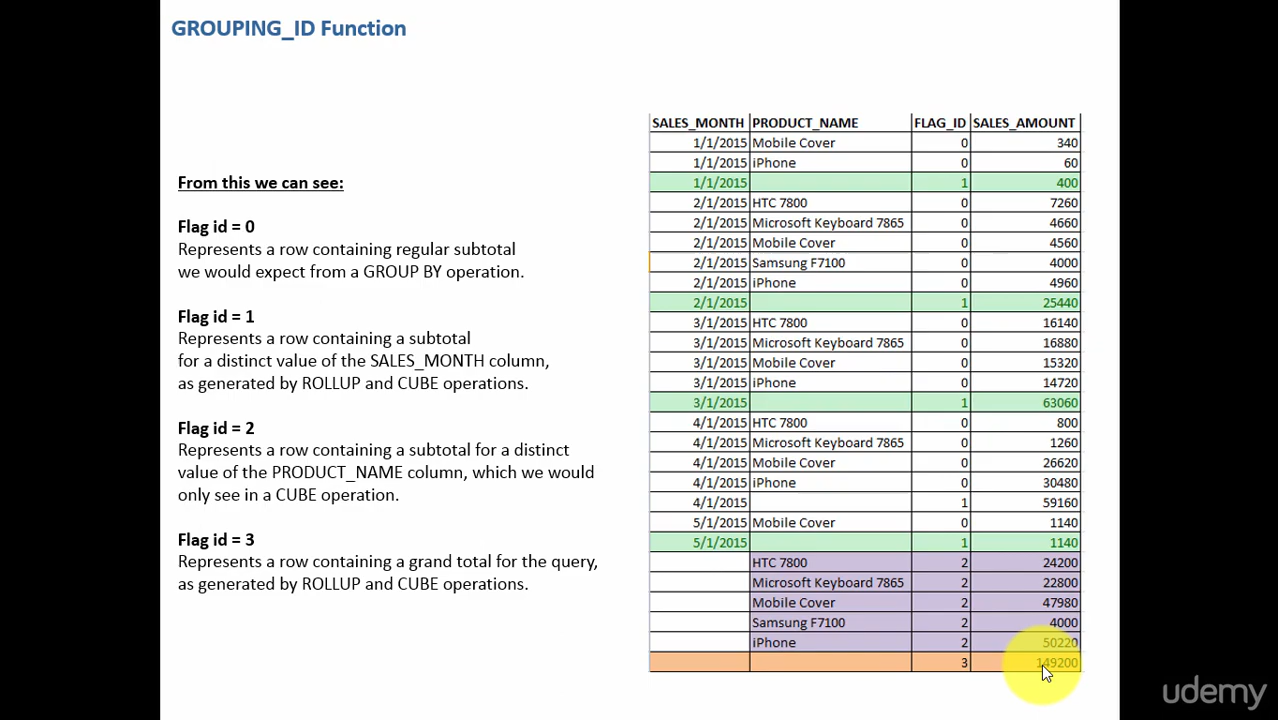 GROUPING_ID Function
From this we can see:
Flag id = 0
Represents a row containing regular subtotal
we would expect from a GROUP BY operation.
Flag id = 1
Represents a row containing a subtotal
for a distinct value of the SALES_MONTH column,
as generated by ROLLUP and CUBE operations.
Flag id = 2
Represents a row containing a subtotal for a distinct
value of the PRODUCT_NAME column, which we would
only see in a CUBE operation.
Flag id = 3
Represents a row containing a grand total for the query,
as generated by ROLLUP and CUBE operations.
SALES_MONTH PRODUCT_NAME FLAG_ID SALES_AMOUNT
1/1/2015 Mobile Cover 0 340
1/1/2015 iPhone 0 60
1/1/2015 1 400
2/1/2015 HTC 7800 0 7260
2/1/2015 Microsoft Keyboard 7865 0 4660
2/1/2015 Mobile Cover 0 4560
2/1/2015 Samsung F7100 0 4000
2/1/2015 iPhone 0 4960
2/1/2015 1 25440
3/1/2015 HTC 7800 0 16140
3/1/2015 Microsoft Keyboard 7865 0 16880
3/1/2015 Mobile Cover 0 15320
3/1/2015 iPhone 0 14720
3/1/2015 1 63060
4/1/2015 HTC 7800 0 800
4/1/2015 Microsoft Keyboard 7865 0 1260
4/1/2015 Mobile Cover 0 26620
4/1/2015 iPhone 0 30480
4/1/2015 1 59160
5/1/2015 Mobile Cover 0 1140
5/1/2015 1 1140
HTC 7800 2 24200
Microsoft Keyboard 7865 2 22800
Mobile Cover 2 47980
Samsung F7100 2 4000
iPhone 2 50220
3 149200
udemy